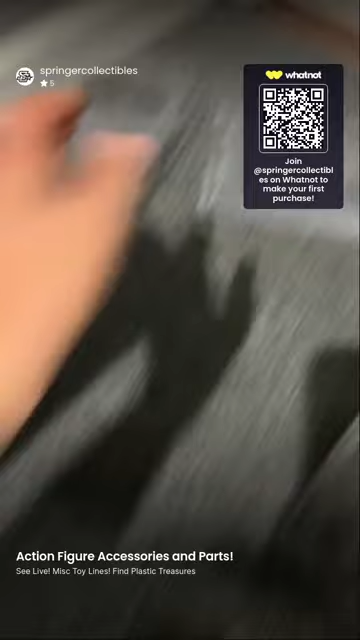 springercollectibles
5
whatnot
Join
@springercollectibl
es on Whatnot to
make your first
purchase!
Action Figure Accessories and Parts!
See Live! Misc Toy Lines! Find Plastic Treasures